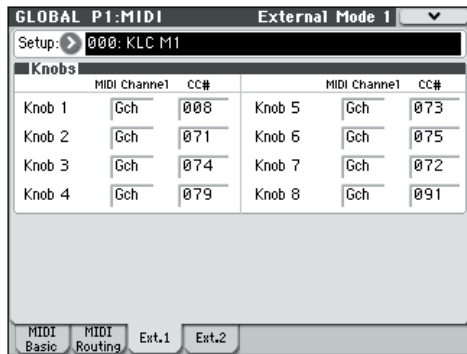 GLOBAL P1:MIDI External Mode 1
Setup: 000: KLC M1
Knobs
MIDI Channel CC# MIDI Channel CC#
Knob 1 Gch 008 Knob 5 Gch 073
Knob 2 Gch 071 Knob 6 Gch 075
Knob 3 Gch 074 Knob 7 Gch 072
Knob 4 Gch 079 Knob 8 Gch 091
MIDI Basic MIDI Routing Ext.1 Ext.2